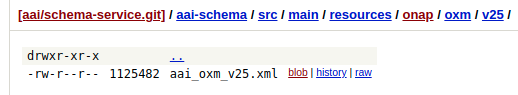 [aai/schema-service.git] / aai-schema / src / main / resources / onap / oxm / v25 /
drwxr-xr-x ..
-rw-r--r-- 1125482 aai_oxm_v25.xml blob | history | raw